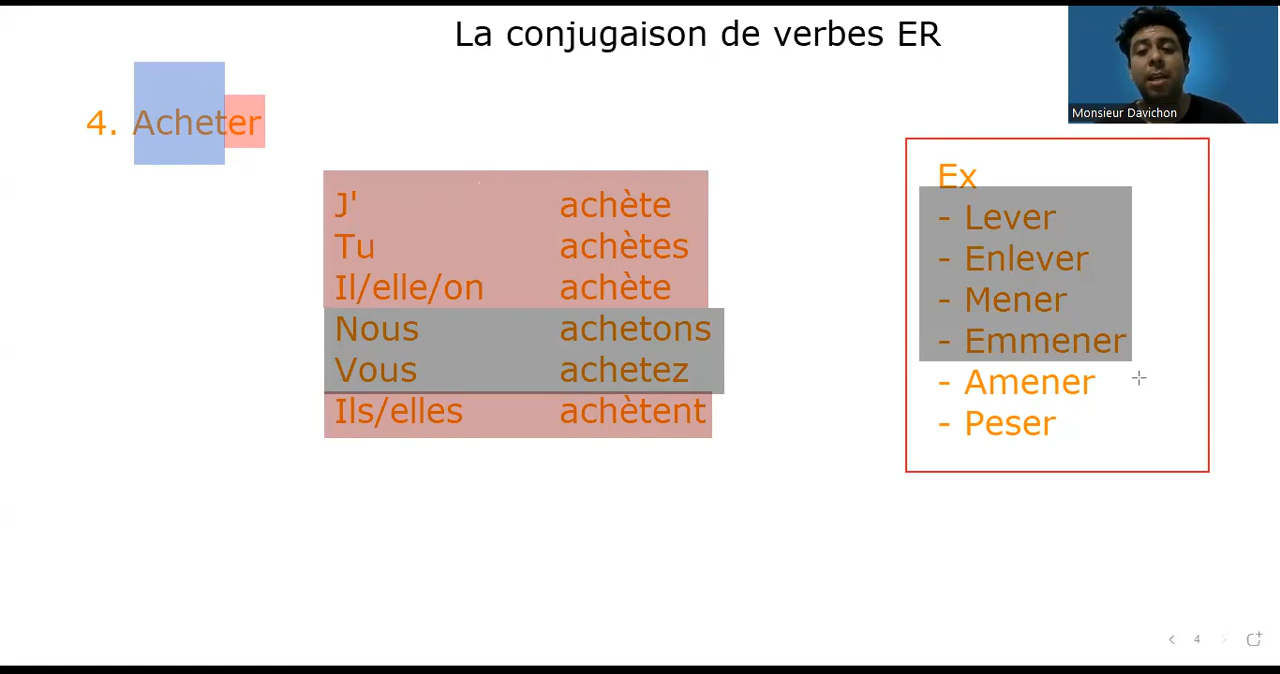 La conjugaison de verbes ER
Monsieur Davichon
4. Acheter
J' achète
Tu achètes
Il/elle/on achète
Nous achetons
Vous achetez
Ils/elles achètent
Ex
- Lever
- Enlever
- Mener
- Emmener
- Amener
- Peser
4